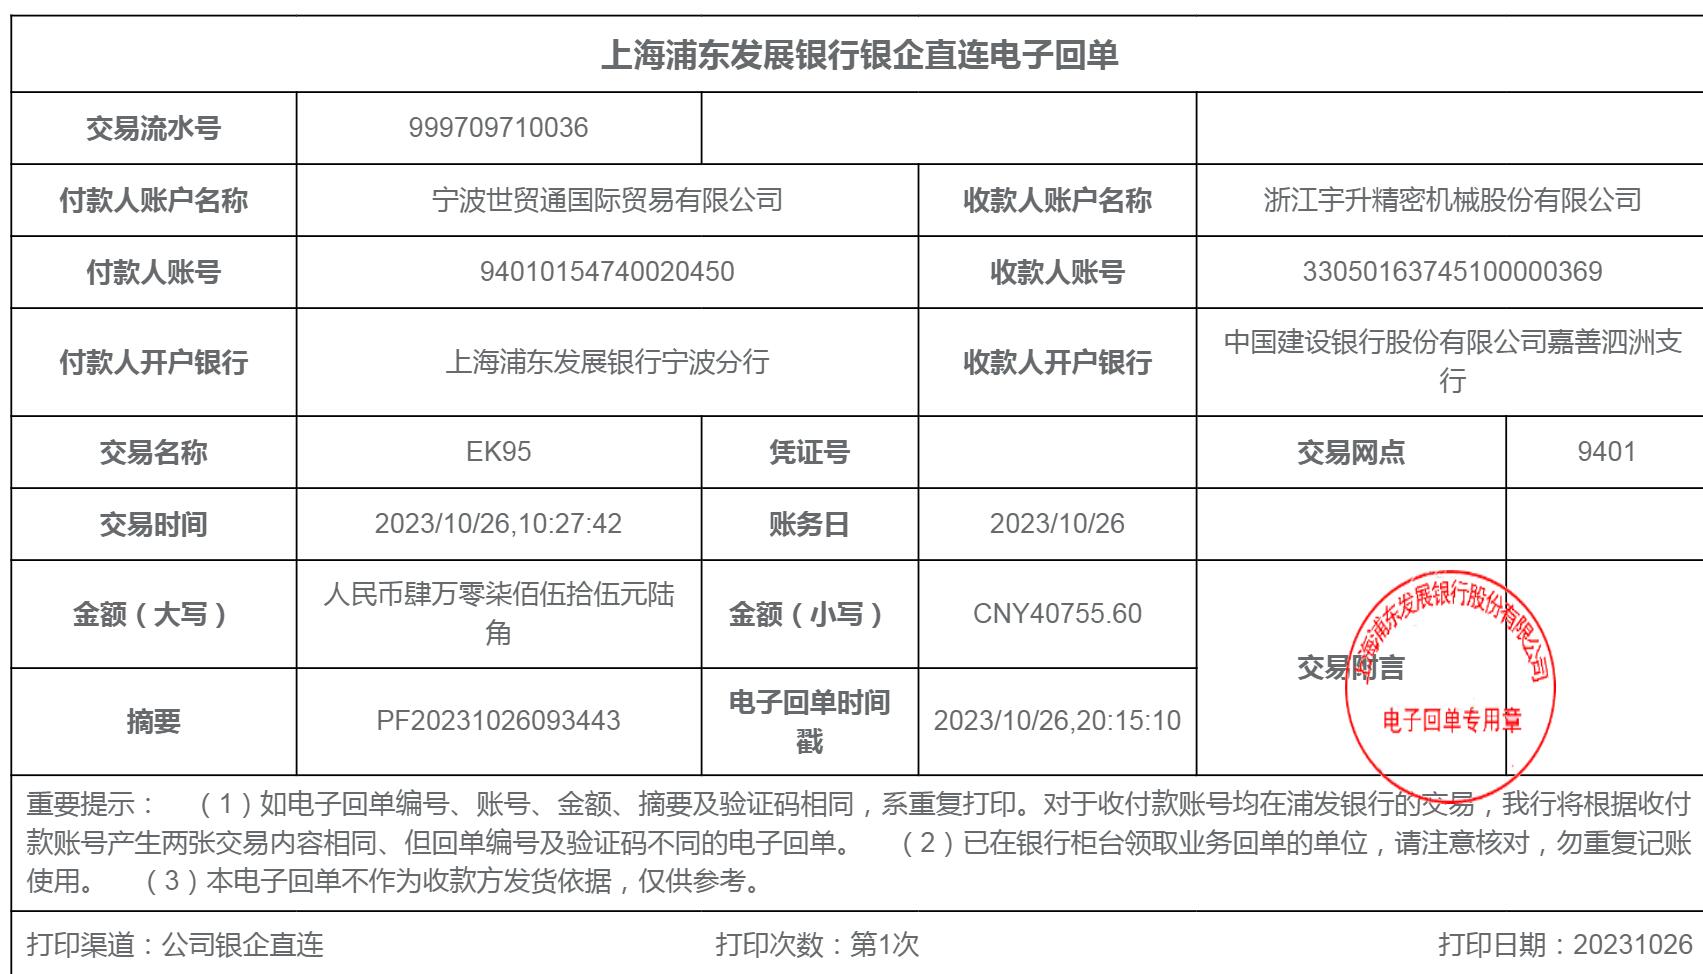 上海浦东发展银行银企直连电子回单
交易流水号 999709710036
付款人账户名称 宁波世贸通国际贸易有限公司 收款人账户名称 浙江宇升精密机械股份有限公司
付款人账号 94010154740020450 收款人账号 33050163745100000369
付款人开户银行 上海浦东发展银行宁波分行 收款人开户银行 中国建设银行股份有限公司嘉善泗洲支
行
交易名称 EK95 凭证号 交易网点 9401
交易时间 2023/10/26,10:27:42 账务日 2023/10/26
金额（大写） 人民币肆万零柒佰伍拾伍元陆
角
金额（小写） CNY40755.60
交易附言
上海浦东发展银行股份有限公司
电子回单专用章
摘要 PF20231026093443 电子回单时间
戳
2023/10/26,20:15:10
重要提示： （1）如电子回单编号、账号、金额、摘要及验证码相同，系重复打印。对于收付款账号均在浦发银行的交易，我行将根据收付
款账号产生两张交易内容相同、但回单编号及验证码不同的电子回单。 （2）已在银行柜台领取业务回单的单位，请注意核对，勿重复记账
使用。 （3）本电子回单不作为收款方发货依据，仅供参考。
打印渠道：公司银企直连 打印次数：第1次 打印日期：20231026